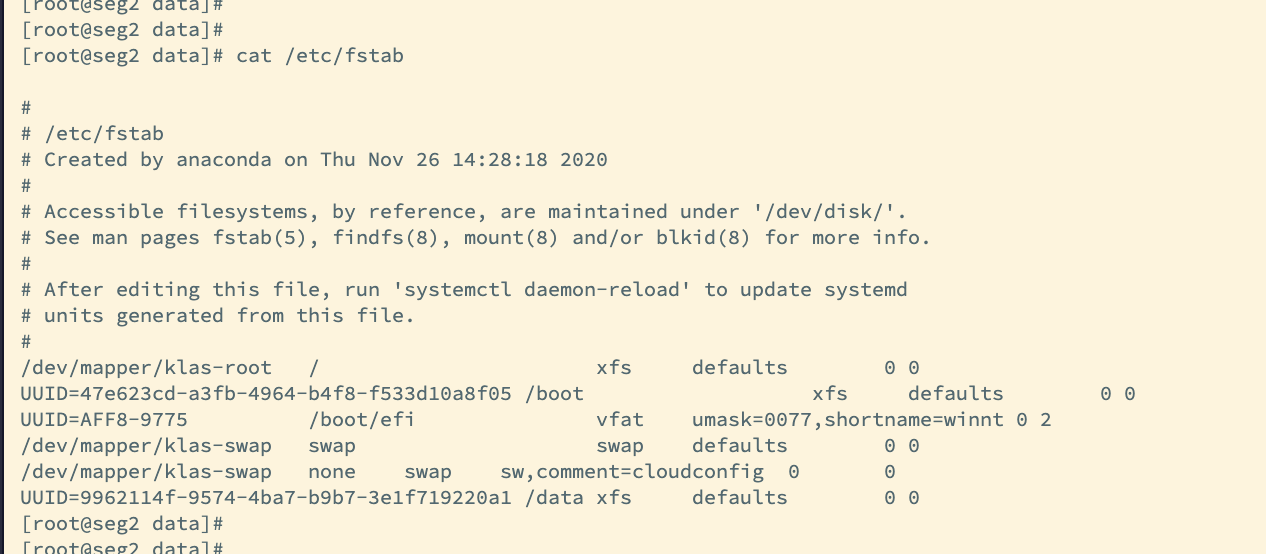 [root@seg2 data]#
[root@seg2 data]#
[root@seg2 data]# cat /etc/fstab

#
# /etc/fstab
# Created by anaconda on Thu Nov 26 14:28:18 2020
#
# Accessible filesystems, by reference, are maintained under '/dev/disk/'.
# See man pages fstab(5), findfs(8), mount(8) and/or blkid(8) for more info.
#
# After editing this file, run 'systemctl daemon-reload' to update systemd
# units generated from this file.
#
/dev/mapper/klas-root   /                       xfs     defaults        0 0
UUID=47e623cd-a3fb-4964-b4f8-f533d10a8f05 /boot                   xfs     defaults        0 0
UUID=AFF8-9775          /boot/efi               vfat    umask=0077,shortname=winnt 0 2
/dev/mapper/klas-swap   swap                    swap    defaults        0 0
/dev/mapper/klas-swap   none    swap    sw,comment=cloudconfig  0       0
UUID=9962114f-9574-4ba7-b9b7-3e1f719220a1 /data xfs     defaults        0 0
[root@seg2 data]#
[root@seg2 data]#